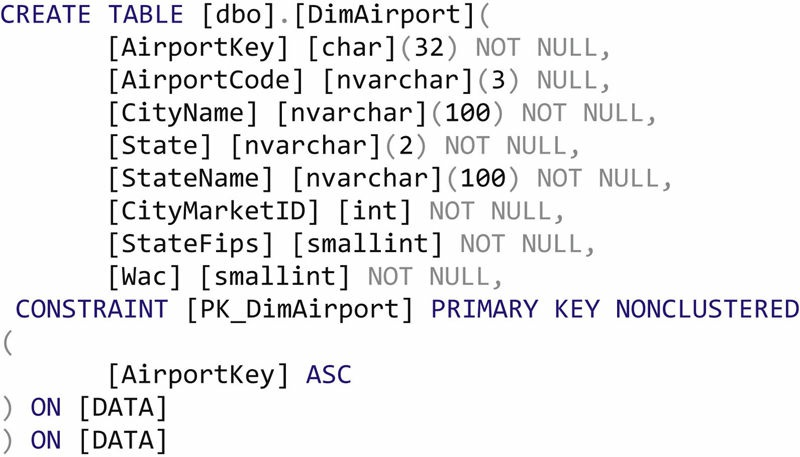 CREATE TABLE [dbo].[DimAirport](
[AirportKey] [char](32) NOT NULL,
[AirportCode] [nvarchar](3) NOT NULL,
[CityName] [nvarchar](100) NOT NULL,
[State] [nvarchar](2) NOT NULL,
[StateName] [nvarchar](100) NOT NULL,
[CityMarketID] [int] NOT NULL,
[StateFips] [smallint] NOT NULL,
[Wac] [smallint] NOT NULL,
CONSTRAINT [PK_DimAirport] PRIMARY KEY NONCLUSTERED
(
[AirportKey] ASC
) ON [DATA]
) ON [DATA]